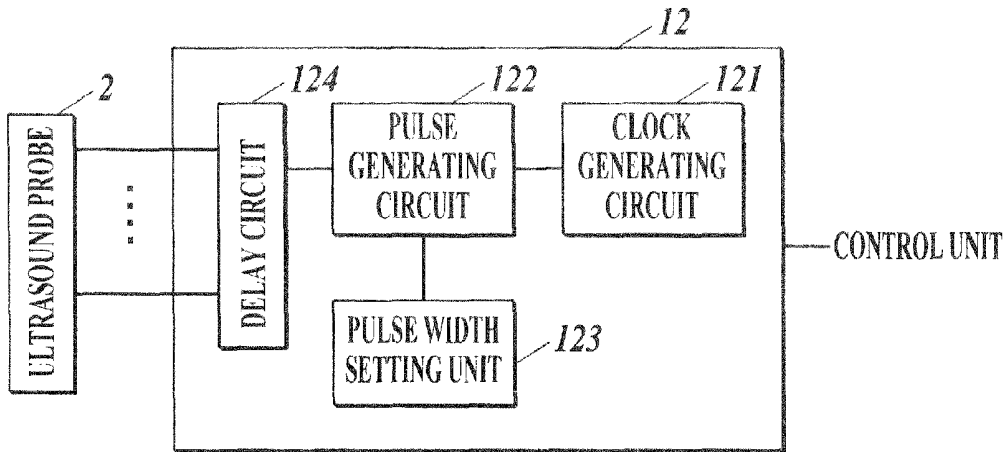 12
2
ULTRASOUND PROBE
124
DELAY CIRCUIT
122
PULSE
GENERATING
CIRCUIT
121
CLOCK
GENERATING
CIRCUIT
CONTROL UNIT
PULSE WIDTH
SETTING UNIT
123